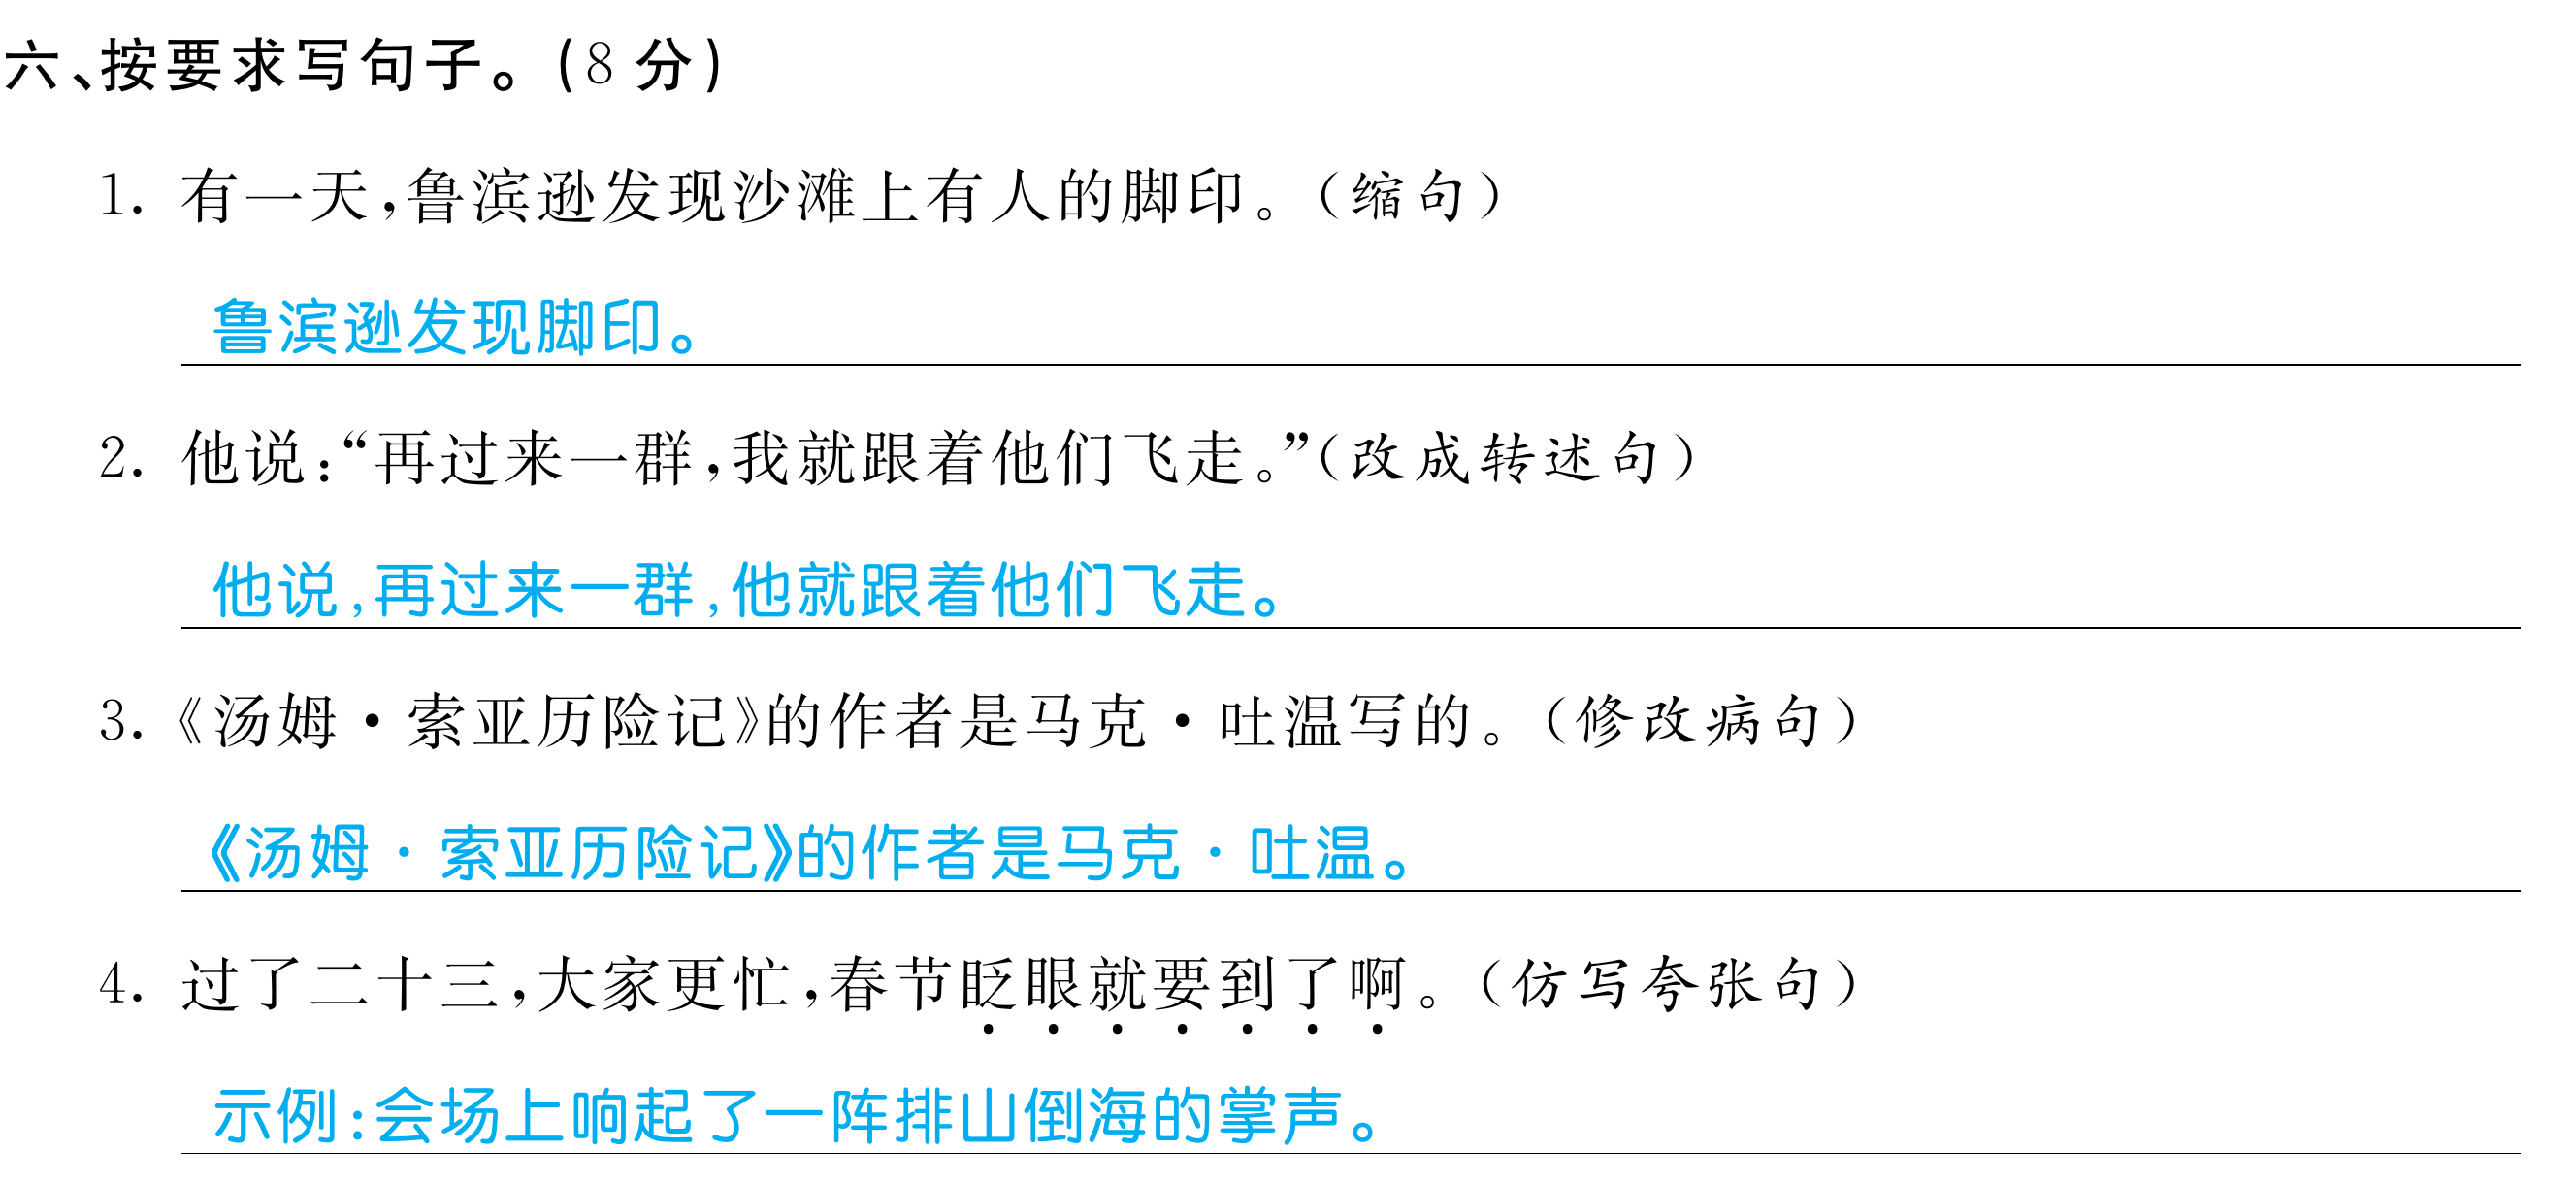 六、按要求写句子。(8 分)
1. 有一天,鲁滨逊发现沙滩上有人的脚印。(缩句)
鲁滨逊发现脚印。
2. 他说:“再过来一群,我就跟着他们飞走。”(改成转述句)
他说,再过来一群,他就跟着他们飞走。
3.《汤姆·索亚历险记》的作者是马克·吐温写的。(修改病句)
《汤姆·索亚历险记》的作者是马克·吐温。
4. 过了二十三,大家更忙,春节眨眼就要到了啊。(仿写夸张句)
示例:会场上响起了一阵排山倒海的掌声。